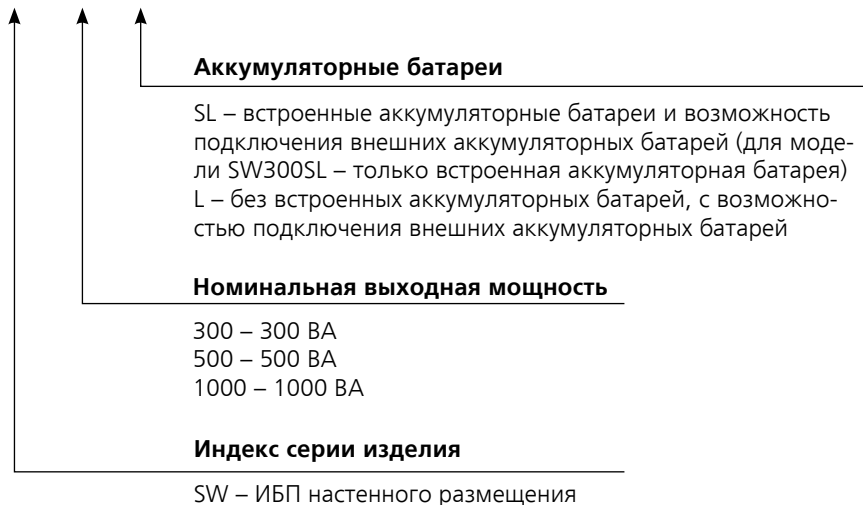 Аккумуляторные батареи
SL – встроенные аккумуляторные батареи и возможность
подключения внешних аккумуляторных батарей (для моде-
ли SW300SL – только встроенная аккумуляторная батарея)
L – без встроенных аккумуляторных батарей, с возможно-
стью подключения внешних аккумуляторных батарей
Номинальная выходная мощность
300 – 300 ВА
500 – 500 ВА
1000 – 1000 ВА
Индекс серии изделия
SW – ИБП настенного размещения